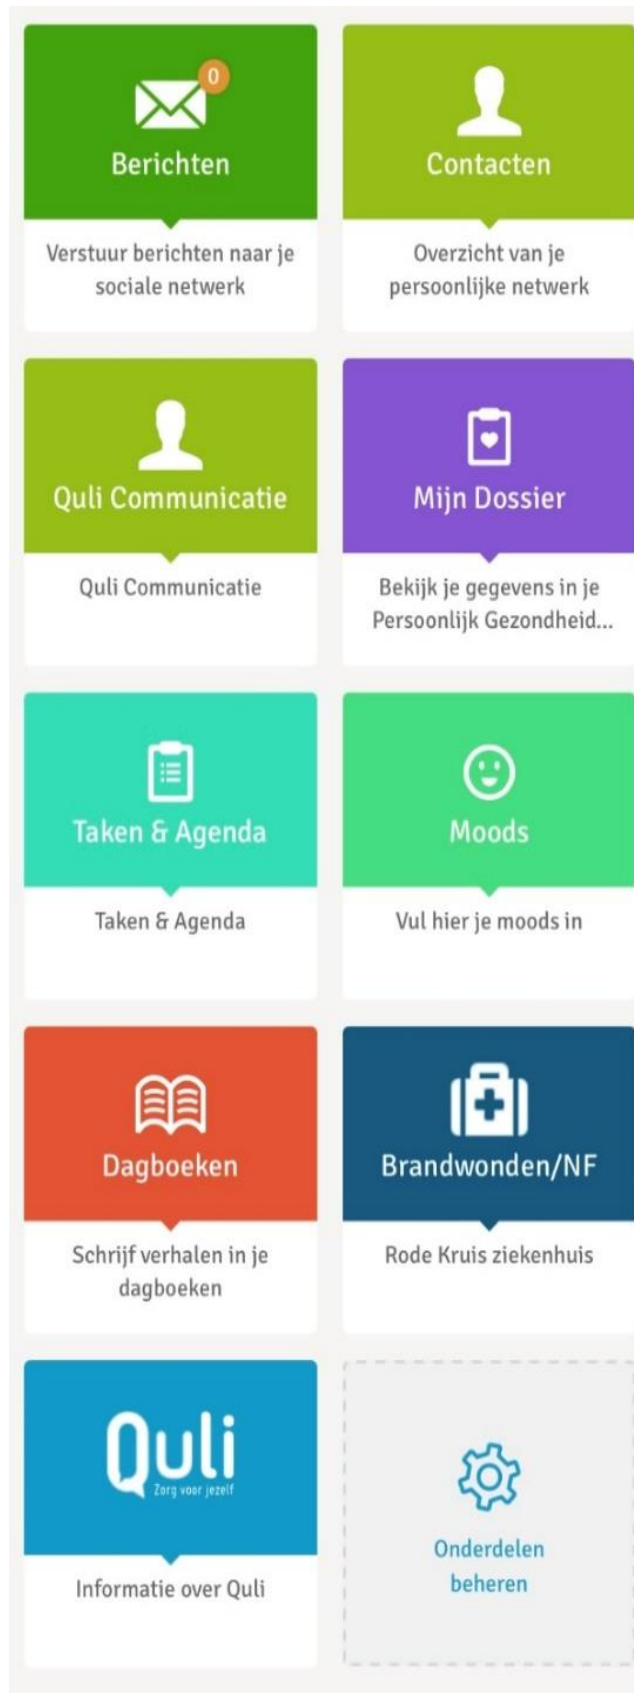 0
Berichten
Verstuur berichten naar je
sociale netwerk
Contacten
Overzicht van je
persoonlijke netwerk
Quli Communicatie
Quli Communicatie
Mijn Dossier
Bekijk je gegevens in je
Persoonlijk Gezondheid...
Taken & Agenda
Taken & Agenda
Moods
Vul hier je moods in
Dagboeken
Schrijf verhalen in je
dagboeken
Brandwonden/NF
Rode Kruis ziekenhuis
Quli
Zorg voor jezelf
Informatie over Quli
Onderdelen
beheren